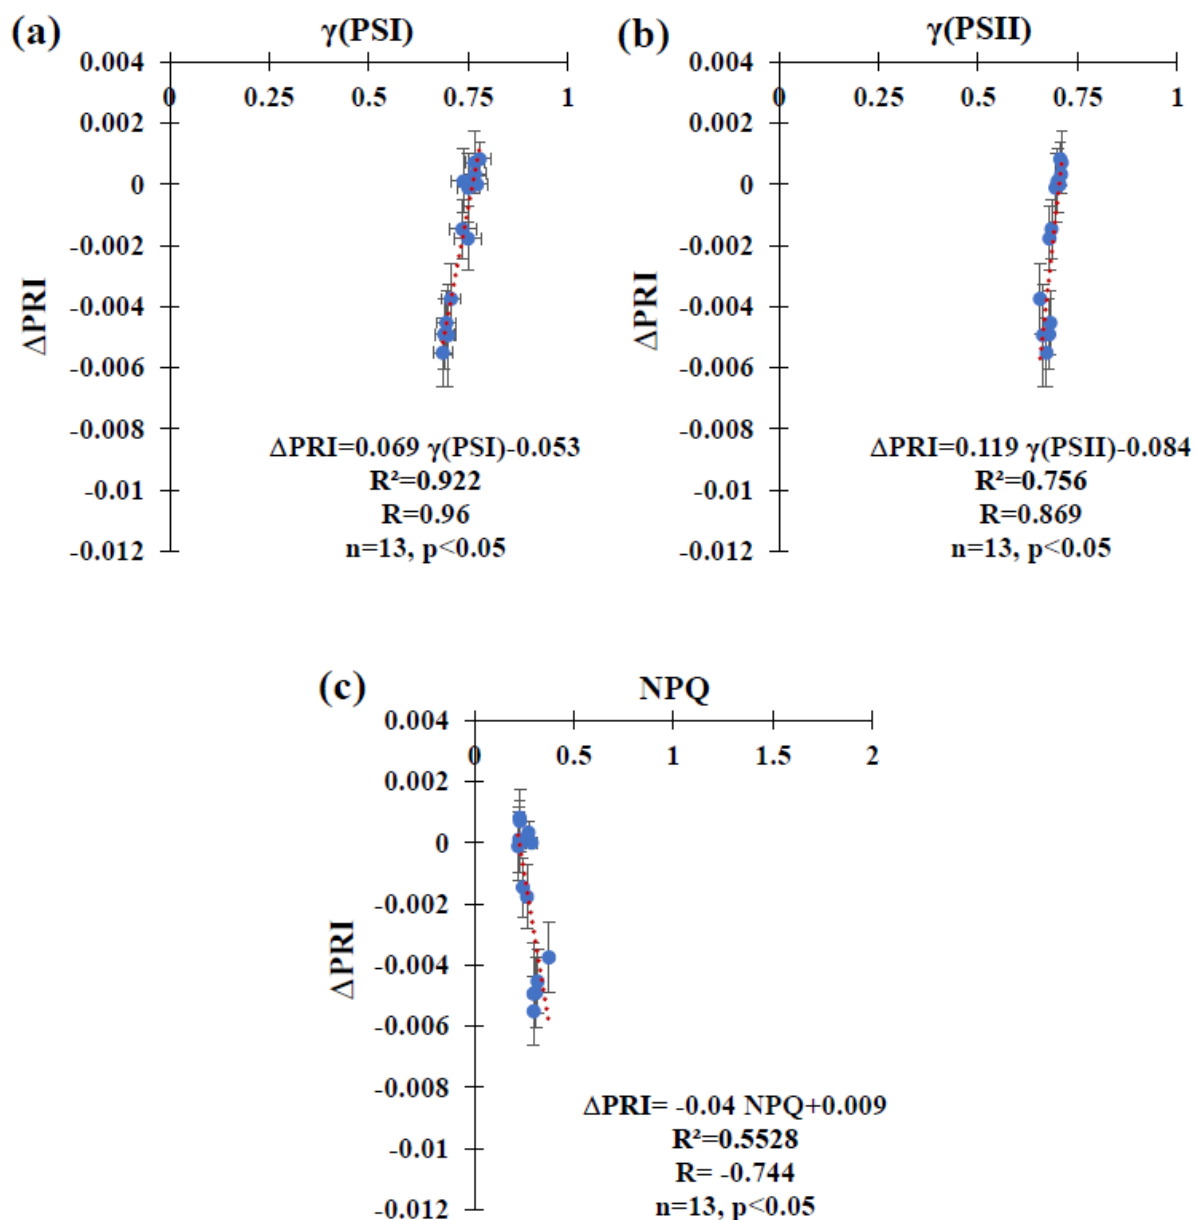 (a)
γ(PSI)
0.004
0 0.25 0.5 0.75 1
0.002
0
-0.002
-0.004
-0.006
-0.008
-0.01
-0.012
ΔPRI
ΔPRI=0.069 γ(PSI)-0.053
R²=0.922
R=0.96
n=13, p<0.05
(b)
γ(PSII)
0.004
0 0.25 0.5 0.75 1
0.002
0
-0.002
-0.004
-0.006
-0.008
-0.01
-0.012
ΔPRI
ΔPRI=0.119 γ(PSII)-0.084
R²=0.756
R=0.869
n=13, p<0.05
(c)
NPQ
0.004
0 0.5 1 1.5 2
0.002
0
-0.002
-0.004
-0.006
-0.008
-0.01
-0.012
ΔPRI
ΔPRI= -0.04 NPQ+0.009
R²=0.5528
R= -0.744
n=13, p<0.05